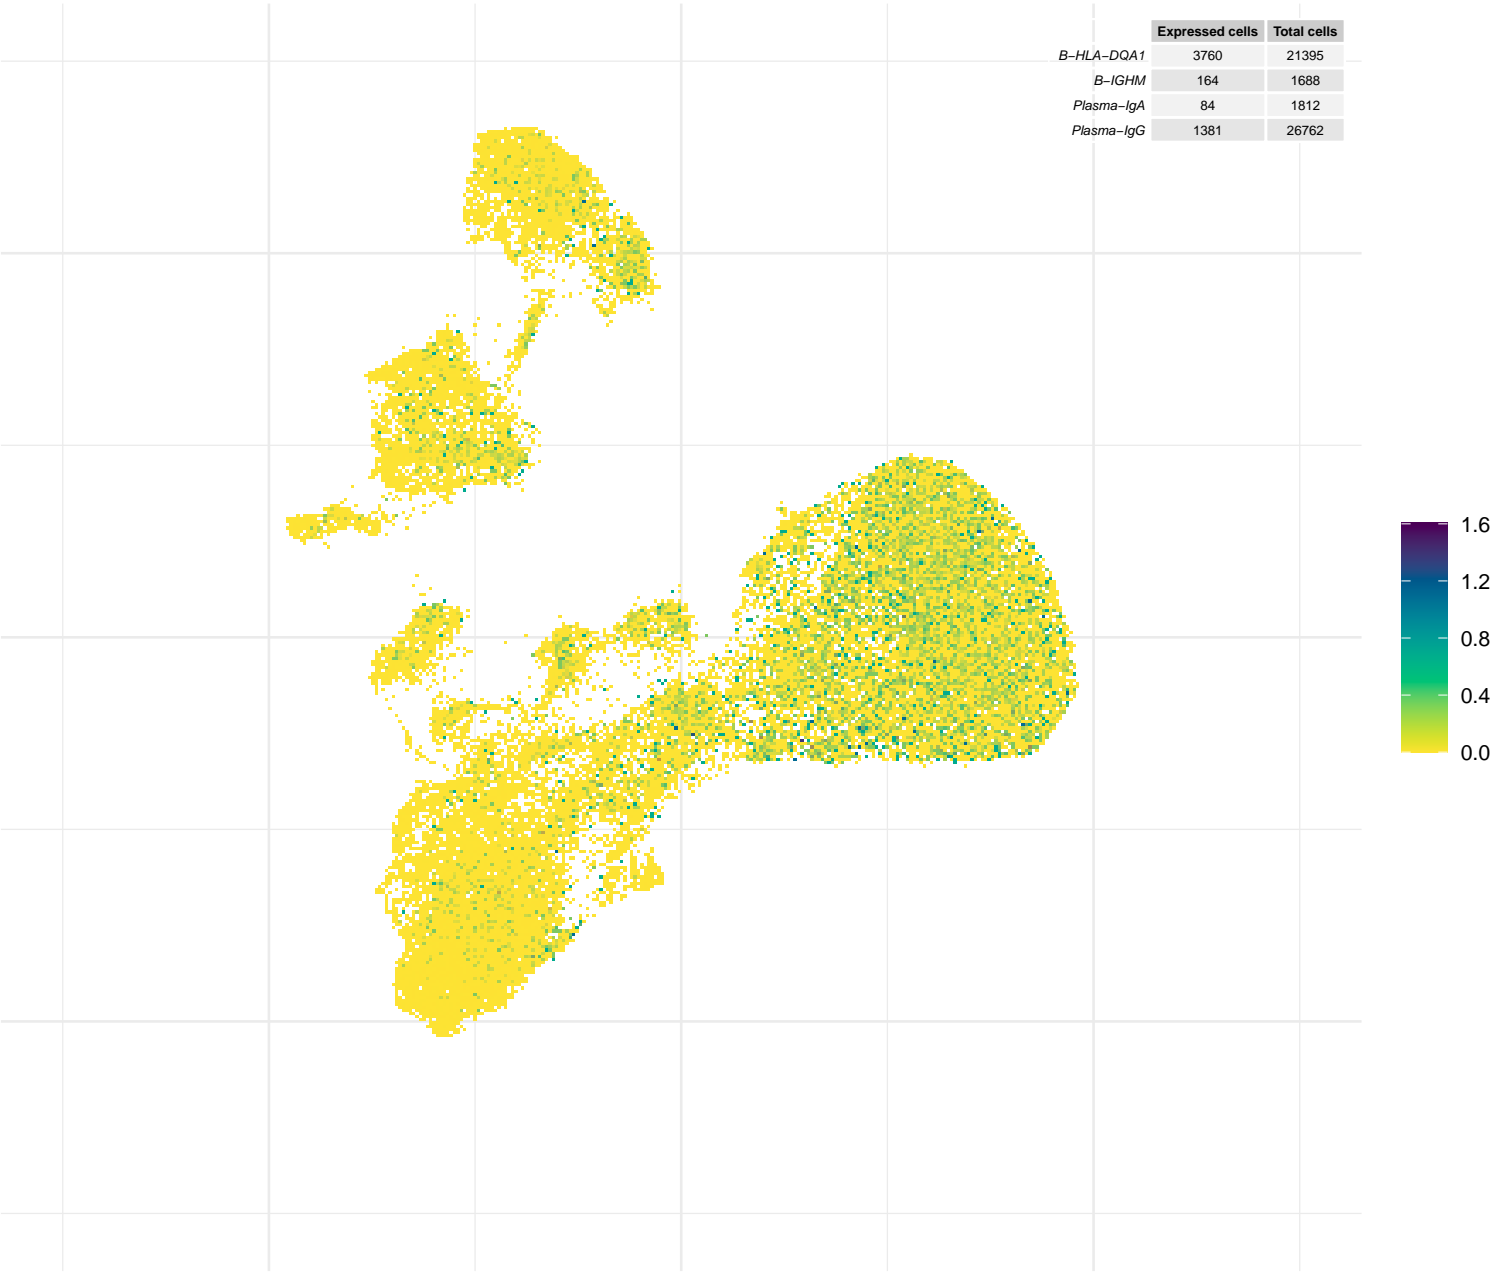 Expressed cells Total cells
B−HLA−DQA1 3760 21395
B−IGHM 164 1688
Plasma−IgA 84 1812
Plasma−IgG 1381 26762
1.6
1.2
0.8
0.4
0.0